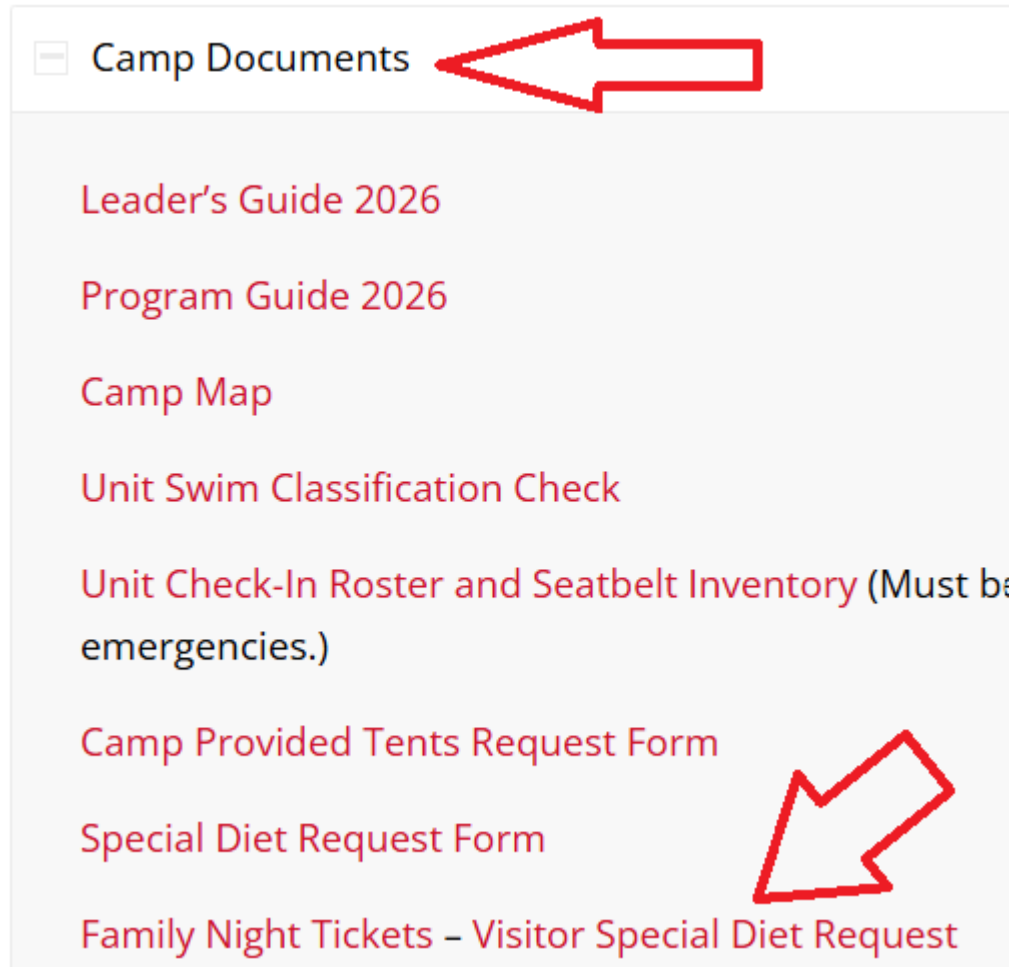 Camp Documents
Leader’s Guide 2026
Program Guide 2026
Camp Map
Unit Swim Classification Check
Unit Check-In Roster and Seatbelt Inventory (Must
emergencies.)
Camp Provided Tents Request Form
Special Diet Request Form
Family Night Tickets – Visitor Special Diet Request